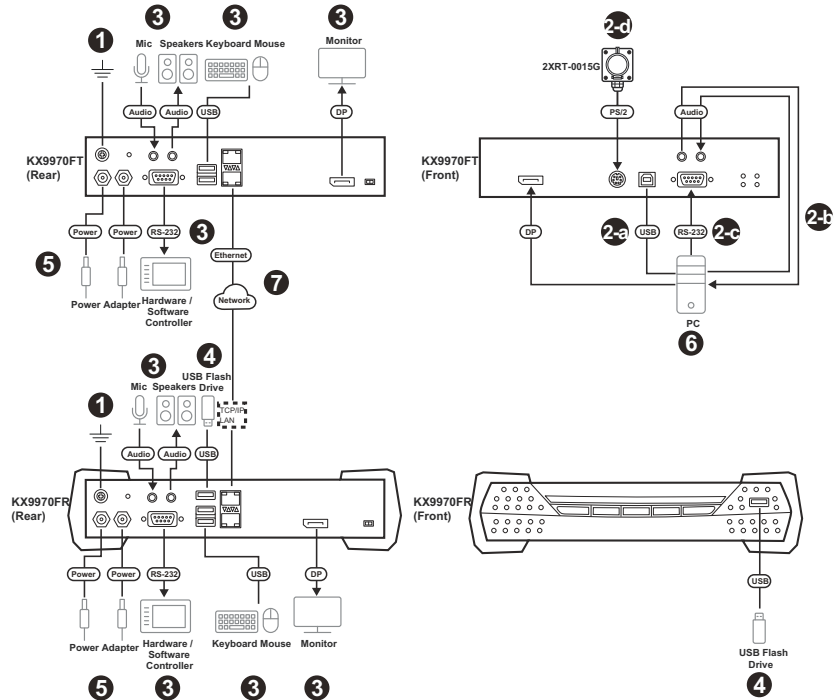 3
3
3
1
Mic Speakers Keyboard Mouse
Monitor
Audio
Audio
USB
DP
KX9970FT
(Rear)
Power
Power
RS-232
3
Ethernet
5
7
Network
Power Adapter
Hardware /
Software
Controller
2-d
2XRT-0015G
PS/2
Audio
KX9970FT
(Front)
2-b
DP
2-a
USB
RS-232
2-c
PC
6
4
3
USB Flash
Drive
Mic Speakers
1
TCP/IP
LAN
Audio
Audio
USB
KX9970FR
(Rear)
Power
Power
RS-232
USB
DP
Power Adapter
Hardware /
Software
Controller
Keyboard Mouse
Monitor
5
3
3
3
KX9970FR
(Front)
USB
USB Flash
Drive
4